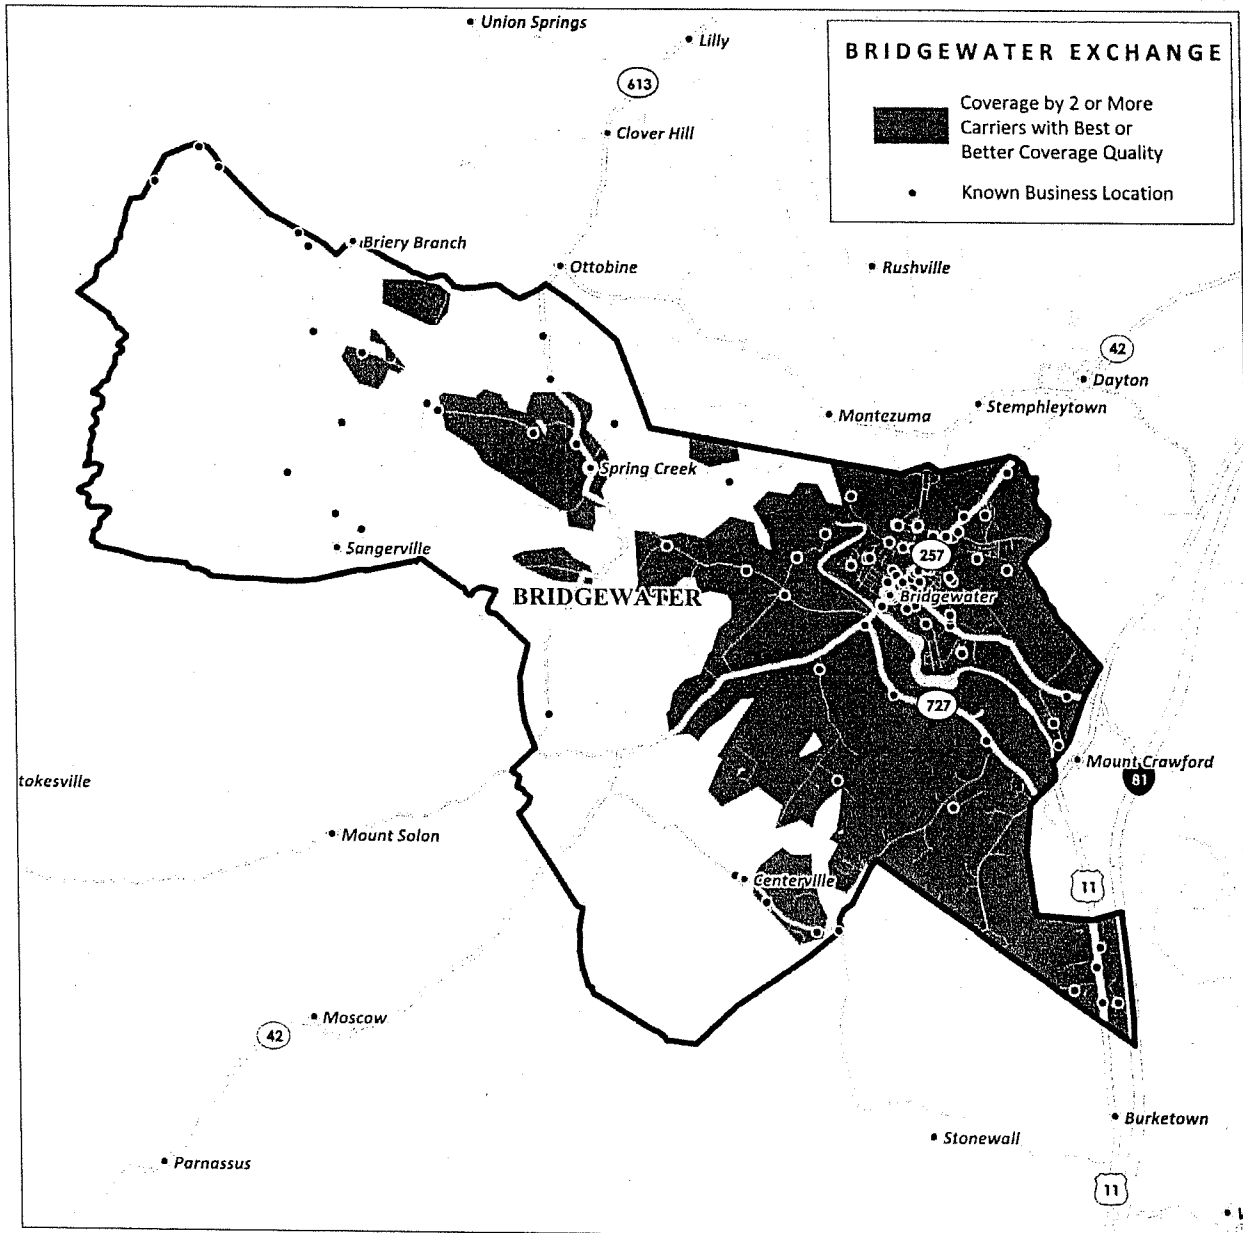 Union Springs
Lilly
BRIDGEWATER EXCHANGE
Coverage by 2 or More
Carriers with Best or
Better Coverage Quality
Known Business Location
613
Clover Hill
Briery Branch
Ottobine
Rushville
42
Dayton
Montezuma
Stemphleytown
Spring Creek
Sangerville
257
BRIDGEWATER
Bridgewater
727
Mount Crawford
81
tokesville
Mount Solon
Centerville
11
Moscow
42
Burketown
Stonewall
Parnassus
11